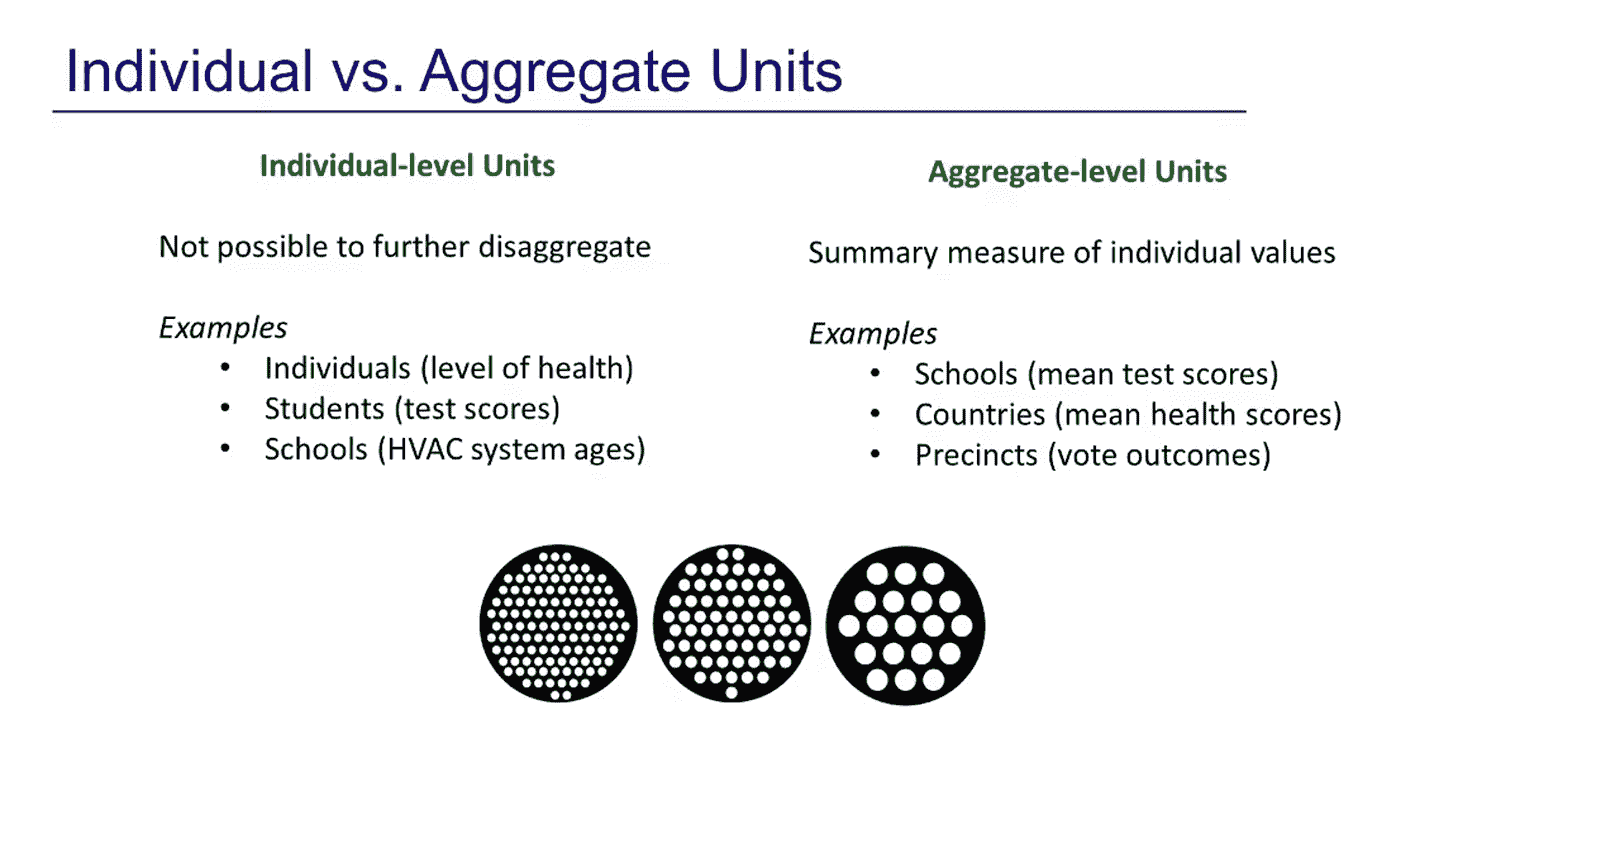 Individual vs. Aggregate Units
Individual-level Units
Not possible to further disaggregate
Examples
• Individuals (level of health)
• Students (test scores)
• Schools (HVAC system ages)
Aggregate-level Units
Summary measure of individual values
Examples
• Schools (mean test scores)
• Countries (mean health scores)
• Precincts (vote outcomes)